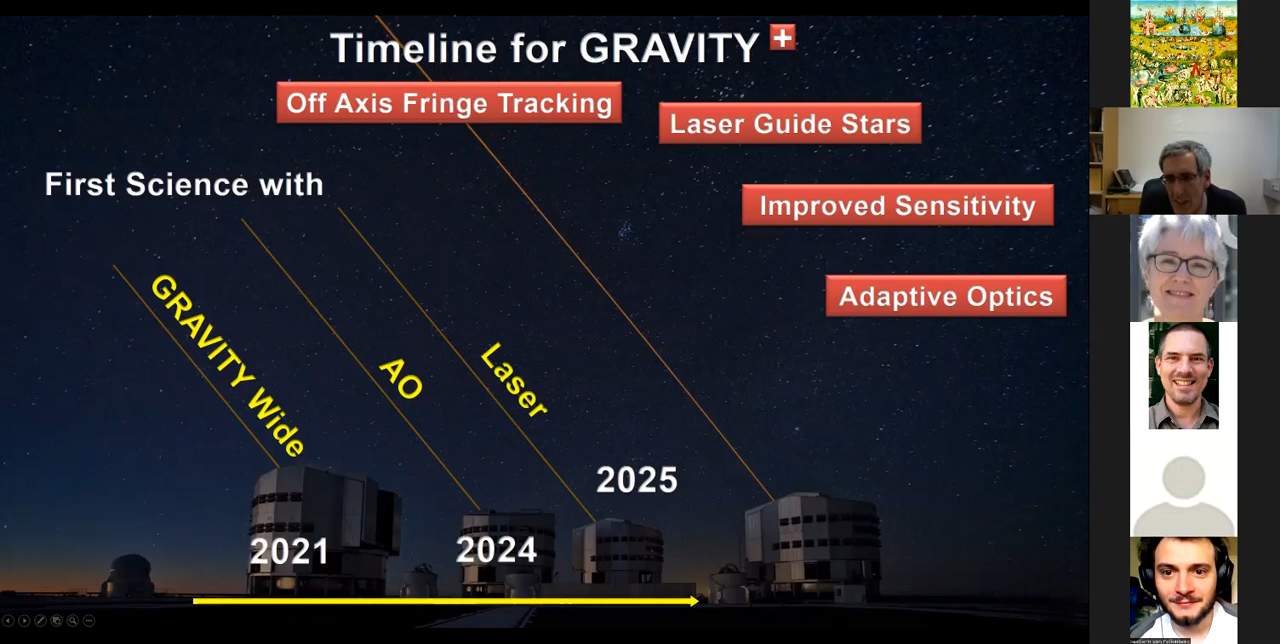 Timeline for GRAVITY +
Off Axis Fringe Tracking
Laser Guide Stars
First Science with
Improved Sensitivity
Adaptive Optics
GRAVITY Wide
AO
Laser
2025
2021
2024